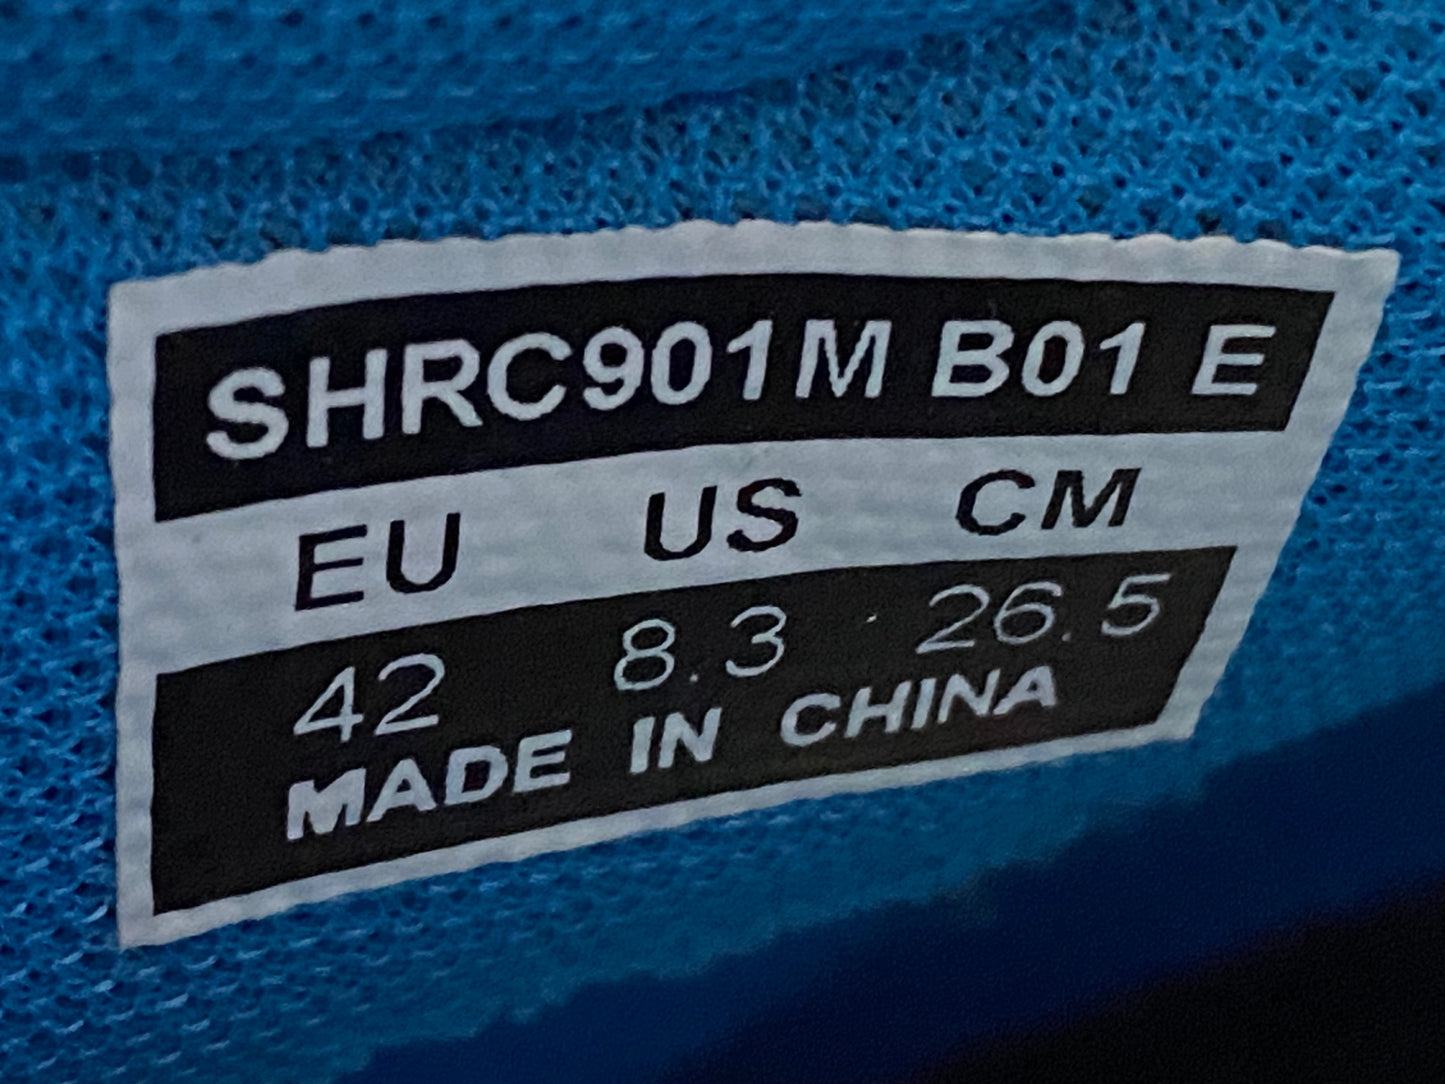 SHRC901M B01 E
EU US CM
42 8.3 26.5
MADE IN CHINA